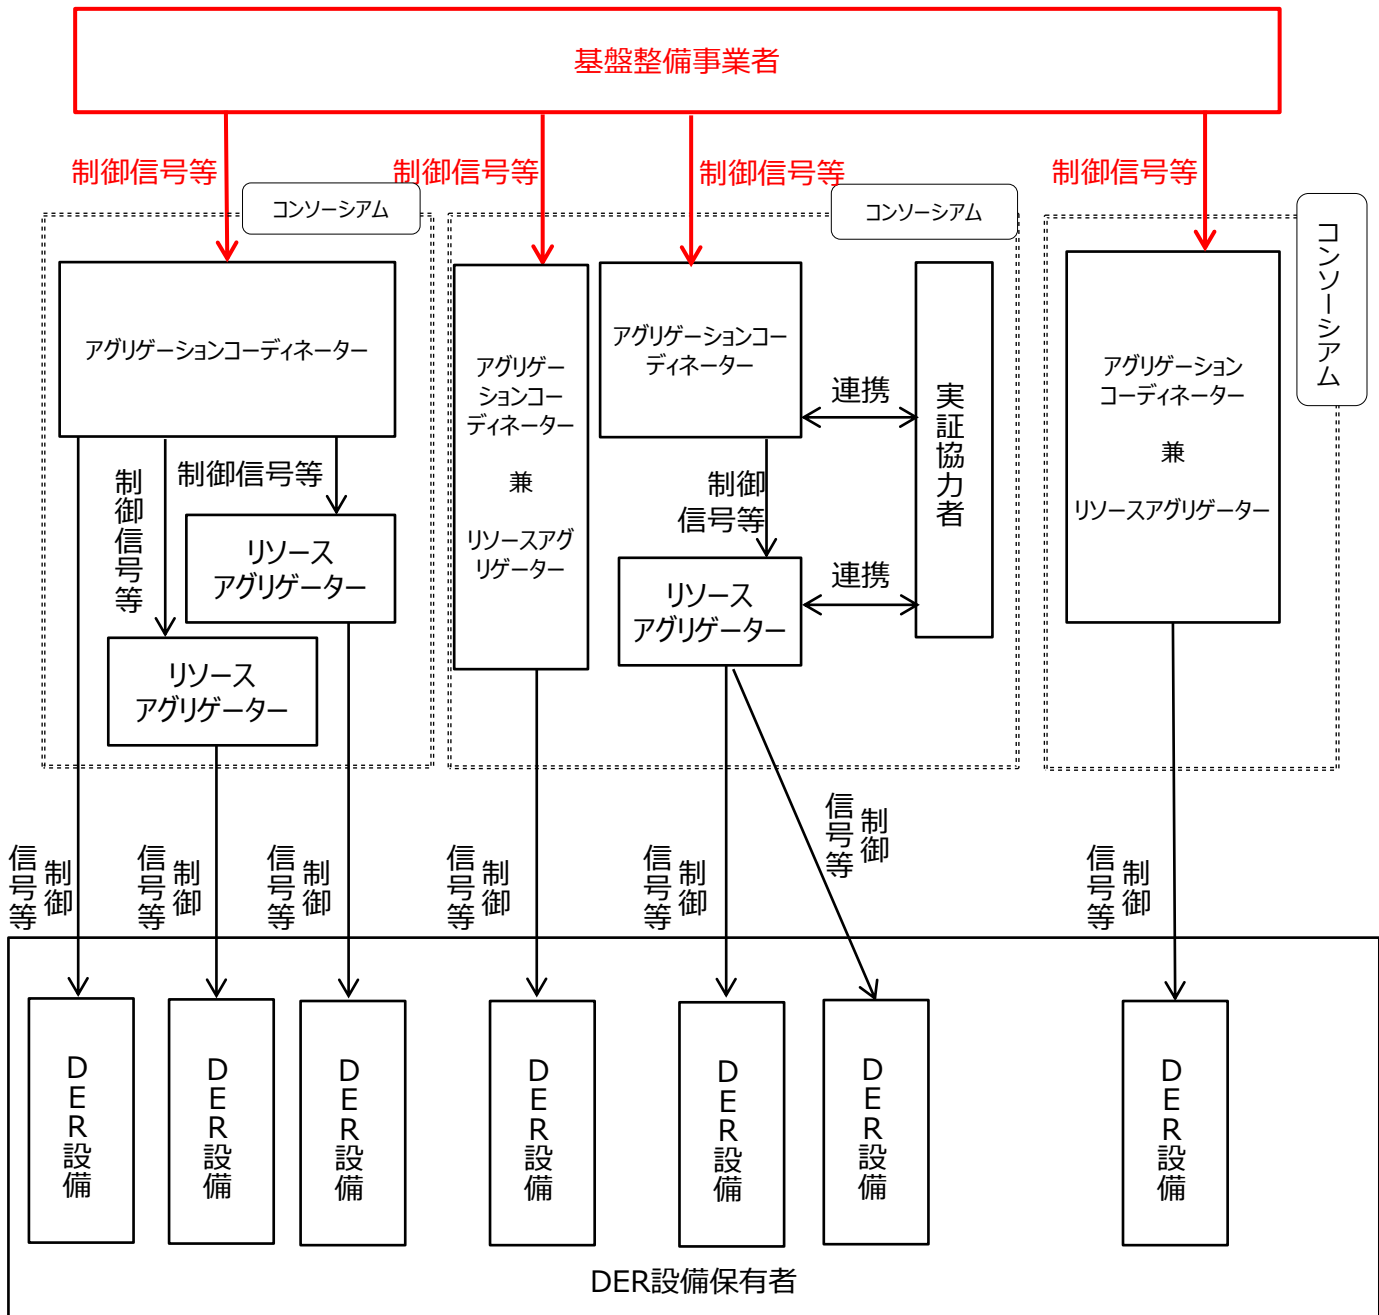 基盤整備事業者
制御信号等
制御信号等
制御信号等
制御信号等
コンソーシアム
コンソーシアム
コンソーシアム
アグリゲーションコーディネーター
アグリゲー
ションコー
ディネーター
兼
リソースアグ
リゲーター
アグリゲーションコー
ディネーター
連携
実証協力者
アグリゲーション
コーディネーター
兼
リソースアグリゲーター
制御信号等
制御信号等
制御
信号等
リソース
アグリゲーター
リソース
アグリゲーター
連携
リソース
アグリゲーター
制御
信号等
制御
信号等
制御
信号等
制御
信号等
制御
信号等
制御
信号等
制御
信号等
DER設備
DER設備
DER設備
DER設備
DER設備
DER設備
DER設備
DER設備保有者